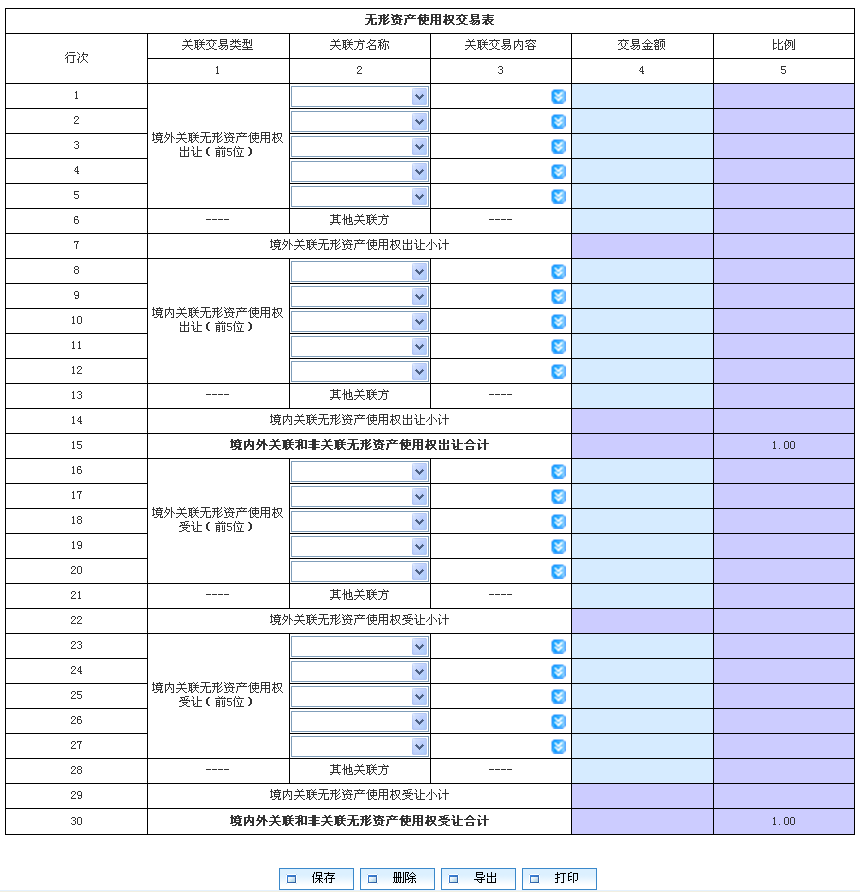 无形资产使用权交易表
行次 关联交易类型 关联方名称 关联交易内容 交易金额 比例
1 2 3 4 5
1
2
3
4
5
境外关联无形资产使用权
出让（前5位）
6 ---- 其他关联方 ----
7 境外关联无形资产使用权出让小计
8
9
10
11
12
境内关联无形资产使用权
出让（前5位）
13 ---- 其他关联方 ----
14 境内关联无形资产使用权出让小计
15 境内外关联和非关联无形资产使用权出让合计 1.00
16
17
18
19
20
境外关联无形资产使用权
受让（前5位）
21 ---- 其他关联方 ----
22 境外关联无形资产使用权受让小计
23
24
25
26
27
境内关联无形资产使用权
受让（前5位）
28 ---- 其他关联方 ----
29 境内关联无形资产使用权受让小计
30 境内外关联和非关联无形资产使用权受让合计 1.00
保存 删除 导出 打印